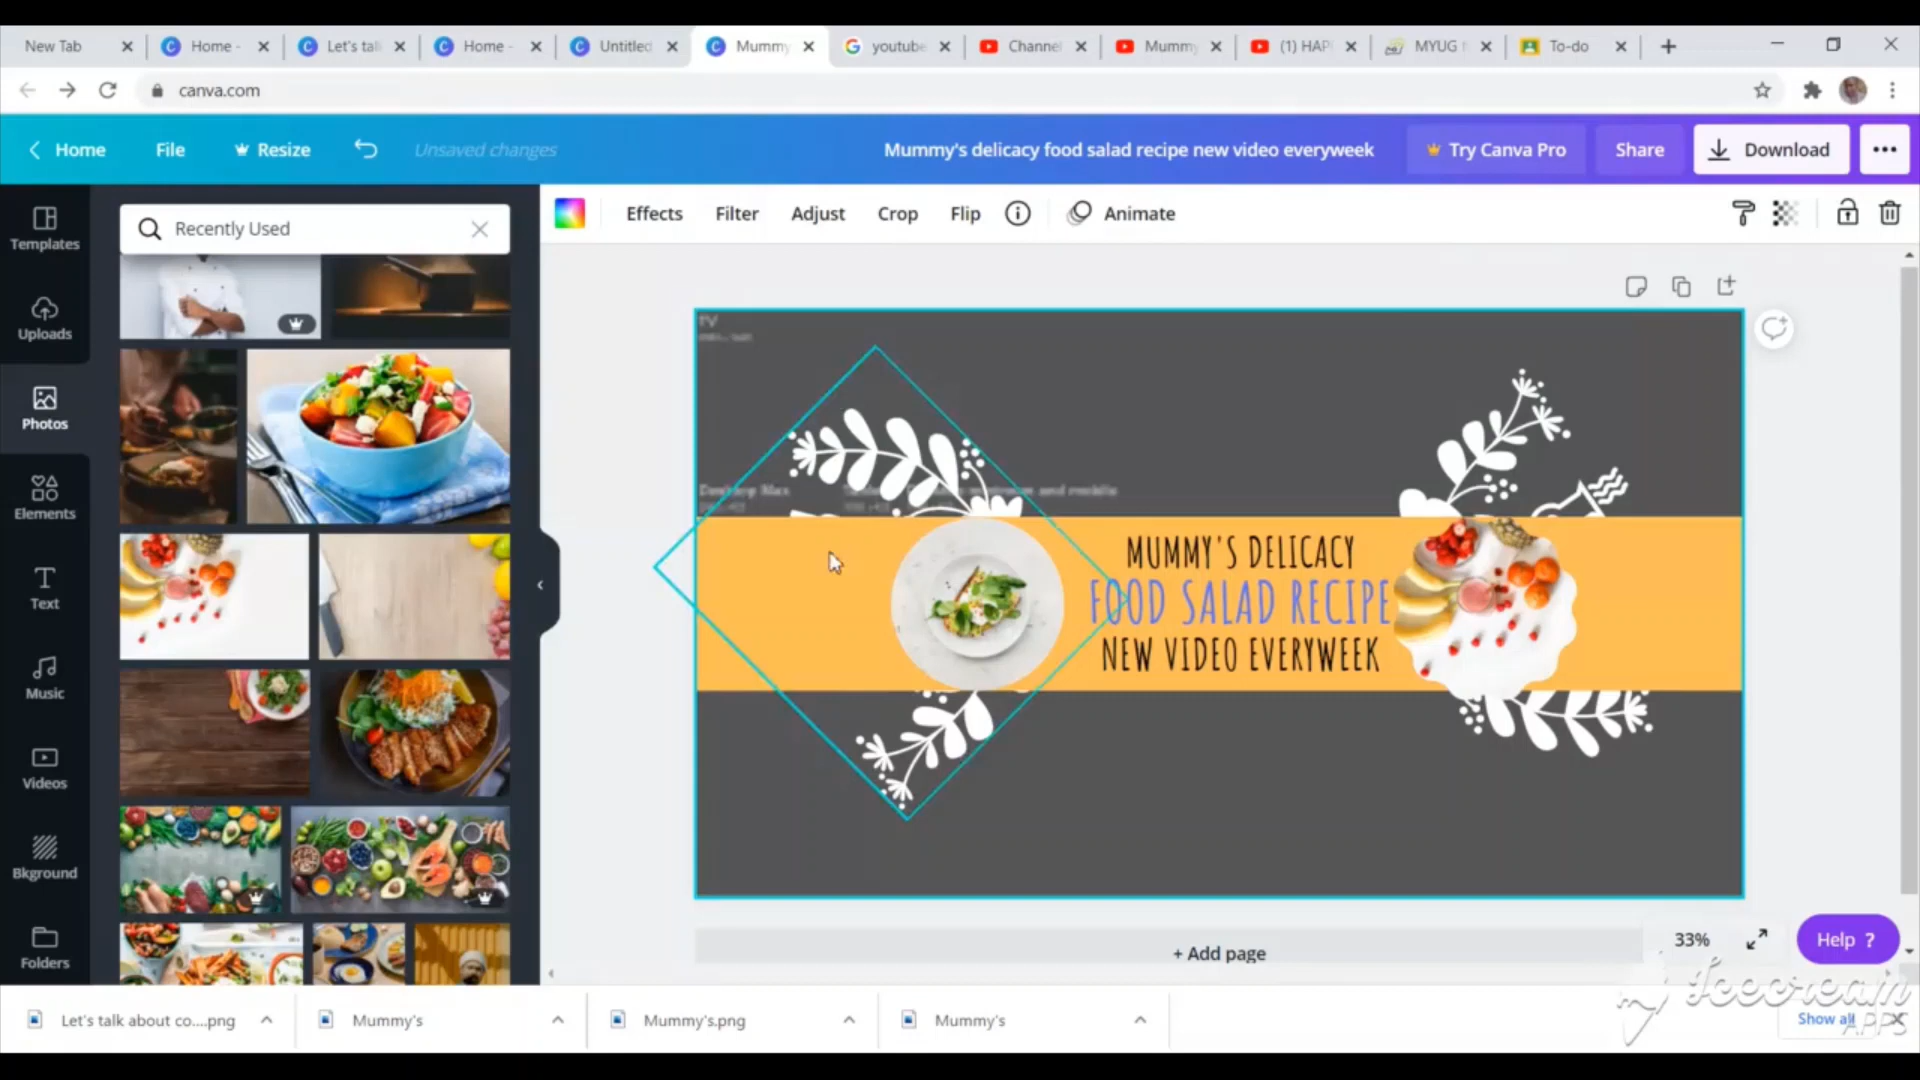 New Tab
Home -
Let's tal
Home -
Untitled
Mummy
youtube
Channel
Mummy
(1) HAP
MYUG
To-do
canva.com
Home
File
Resize
Unsaved changes
Mummy's delicacy food salad recipe new video everyweek
Try Canva Pro
Share
Download
Templates
Uploads
Photos
Elements
Text
Music
Videos
Bkground
Folders
Recently Used
Effects
Filter
Adjust
Crop
Flip
Animate
TV
MUMMY'S DELICACY
FOOD SALAD RECIPE
NEW VIDEO EVERYWEEK
+ Add page
33%
Help ?
Let's talk about co....png
Mummy's
Mummy's.png
Mummy's
Show all
Icecream
APPS